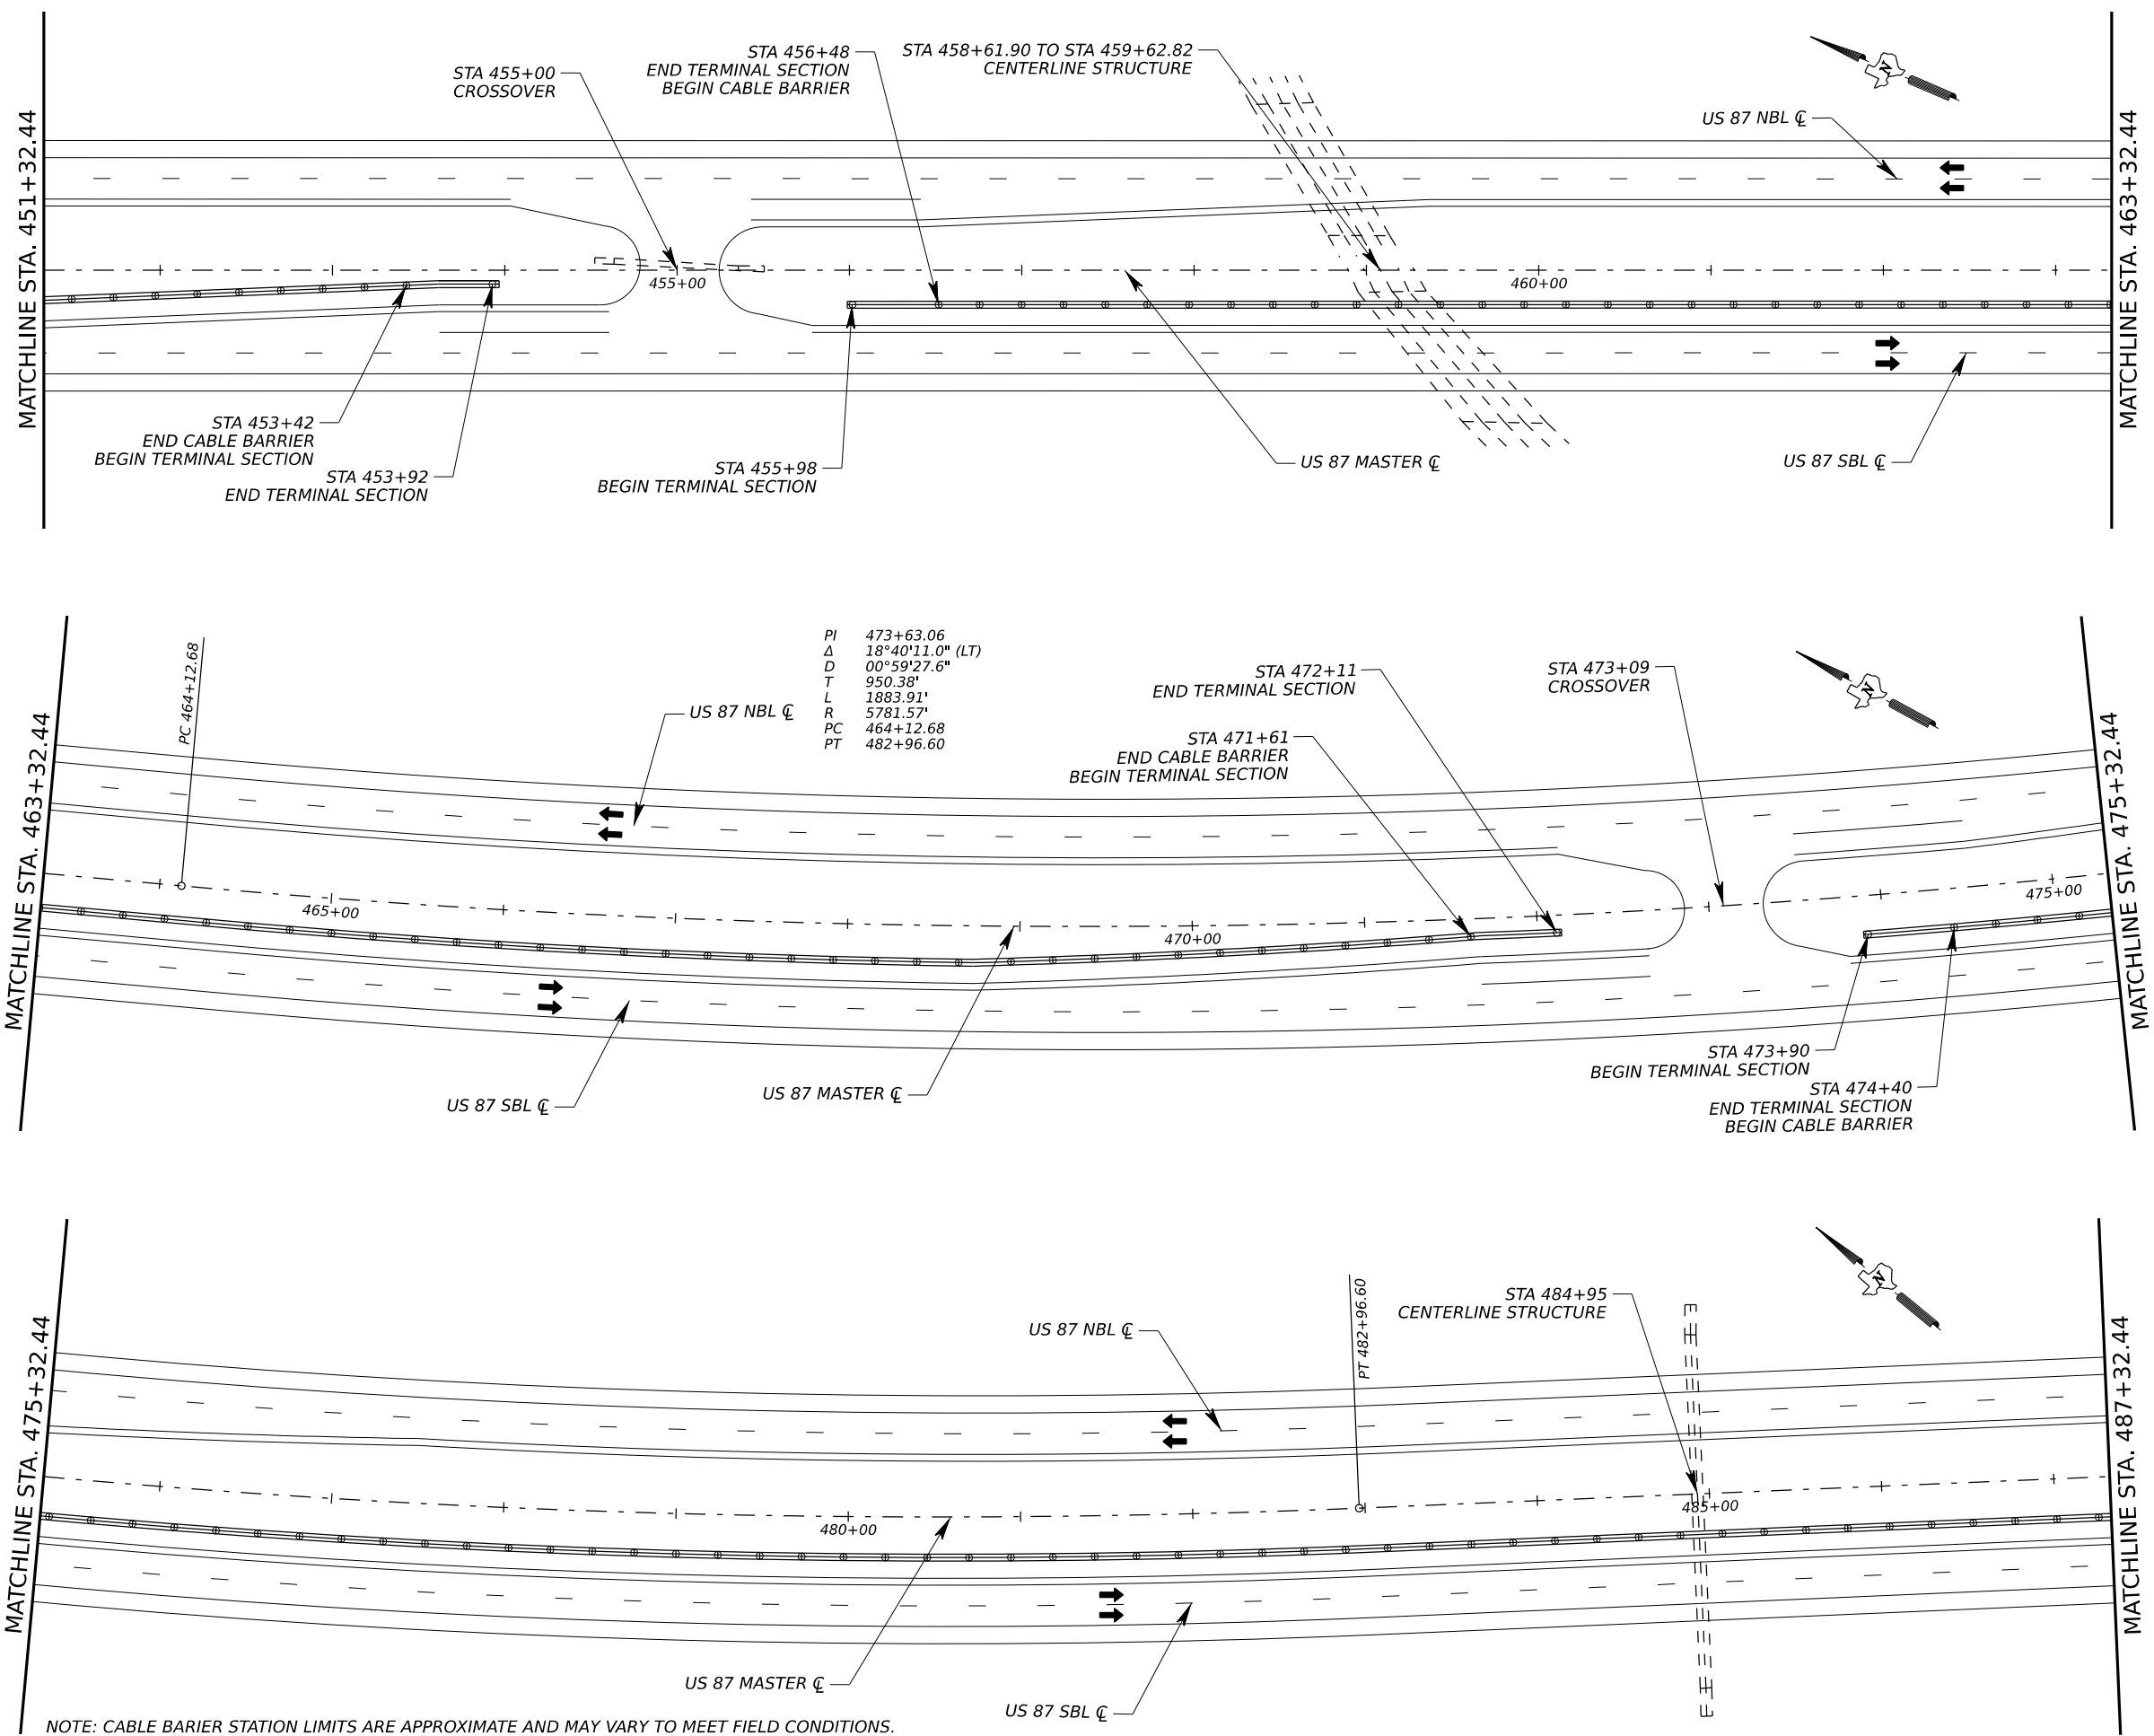 STA 456+48
END TERMINAL SECTION
BEGIN CABLE BARRIER
STA 458+61.90 TO STA 459+62.82
CENTERLINE STRUCTURE
STA 455+00
CROSSOVER
N
US 87 NBL ℄
MATCHLINE STA. 451+32.44
MATCHLINE STA. 463+32.44
455+00
460+00
STA 453+42
END CABLE BARRIER
BEGIN TERMINAL SECTION
STA 453+92
END TERMINAL SECTION
STA 455+98
BEGIN TERMINAL SECTION
US 87 MASTER ℄
US 87 SBL ℄
PC 464+12.68
PI 473+63.06
Δ 18°40'11.0" (LT)
D 00°59'27.6"
T 950.38'
L 1883.91'
R 5781.57'
PC 464+12.68
PT 482+96.60
US 87 NBL ℄
STA 472+11
END TERMINAL SECTION
STA 473+09
CROSSOVER
N
STA 471+61
END CABLE BARRIER
BEGIN TERMINAL SECTION
MATCHLINE STA. 463+32.44
MATCHLINE STA. 475+32.44
465+00
470+00
475+00
US 87 SBL ℄
US 87 MASTER ℄
STA 473+90
BEGIN TERMINAL SECTION
STA 474+40
END TERMINAL SECTION
BEGIN CABLE BARRIER
N
STA 484+95
CENTERLINE STRUCTURE
US 87 NBL ℄
PT 482+96.60
MATCHLINE STA. 475+32.44
MATCHLINE STA. 487+32.44
480+00
485+00
US 87 MASTER ℄
US 87 SBL ℄
NOTE: CABLE BARIER STATION LIMITS ARE APPROXIMATE AND MAY VARY TO MEET FIELD CONDITIONS.